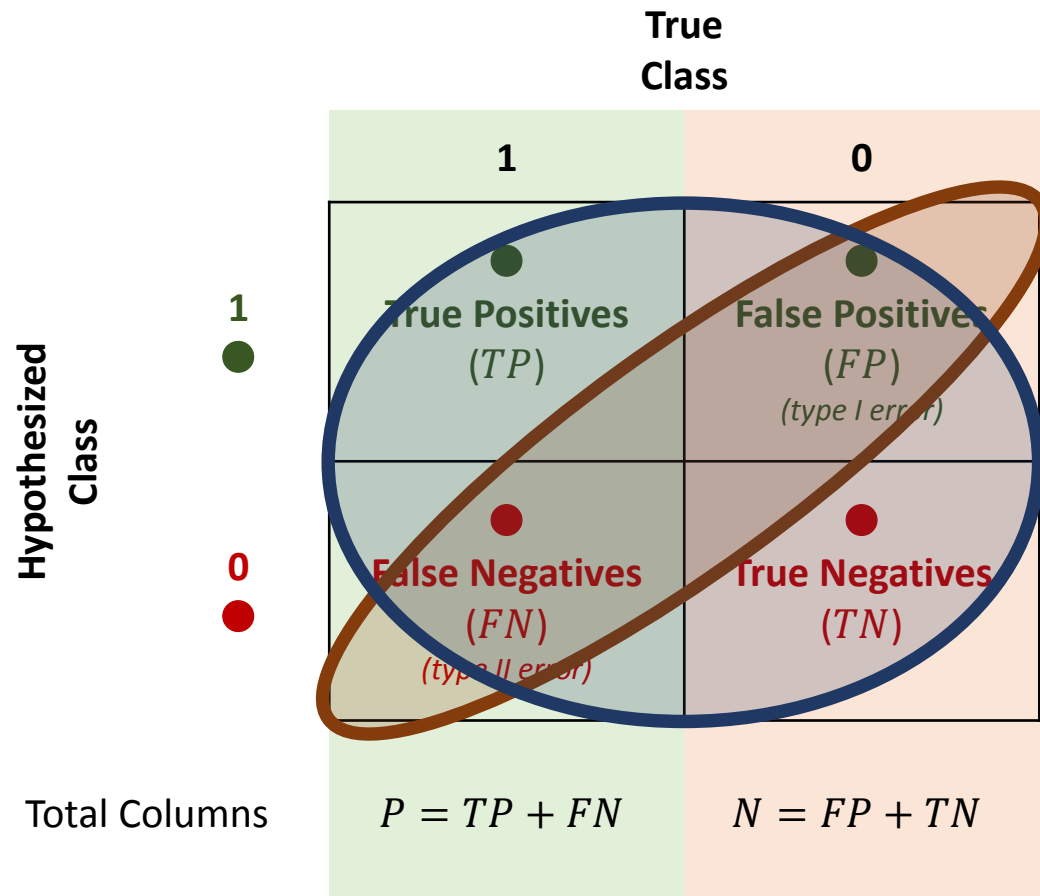 True
Class
1
0
Hypothesized
Class
1
0
True Positives
(TP)
False Positives
(FP)
(type I error)
False Negatives
(FN)
(type II error)
True Negatives
(TN)
Total Columns
P = TP + FN
N = FP + TN